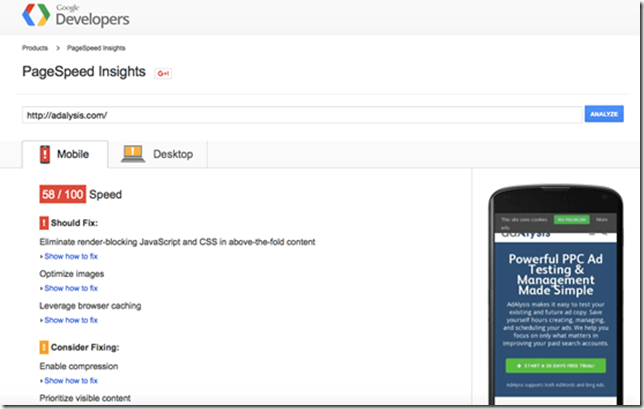 Google
Developers
Products > PageSpeed Insights
PageSpeed Insights
G+1
http://adalysis.com/
ANALYZE
Mobile
Desktop
58 / 100 Speed
! Should Fix:
Eliminate render-blocking JavaScript and CSS in above-the-fold content
Show how to fix
Optimize images
Show how to fix
Leverage browser caching
Show how to fix
! Consider Fixing:
Enable compression
Show how to fix
Prioritize visible content
This site uses cookies
More
info
adAlysis
Powerful PPC Ad
Testing &
Management
Made Simple
AdAlysis makes it easy to test your
existing and future ad copy. Save
yourself hours creating, managing,
and scheduling your ads. We help you
focus on only what matters in
improving your paid search accounts.
START A 30 DAYS FREE TRIAL!
AdAlysis supports both AdWords and Bing Ads.